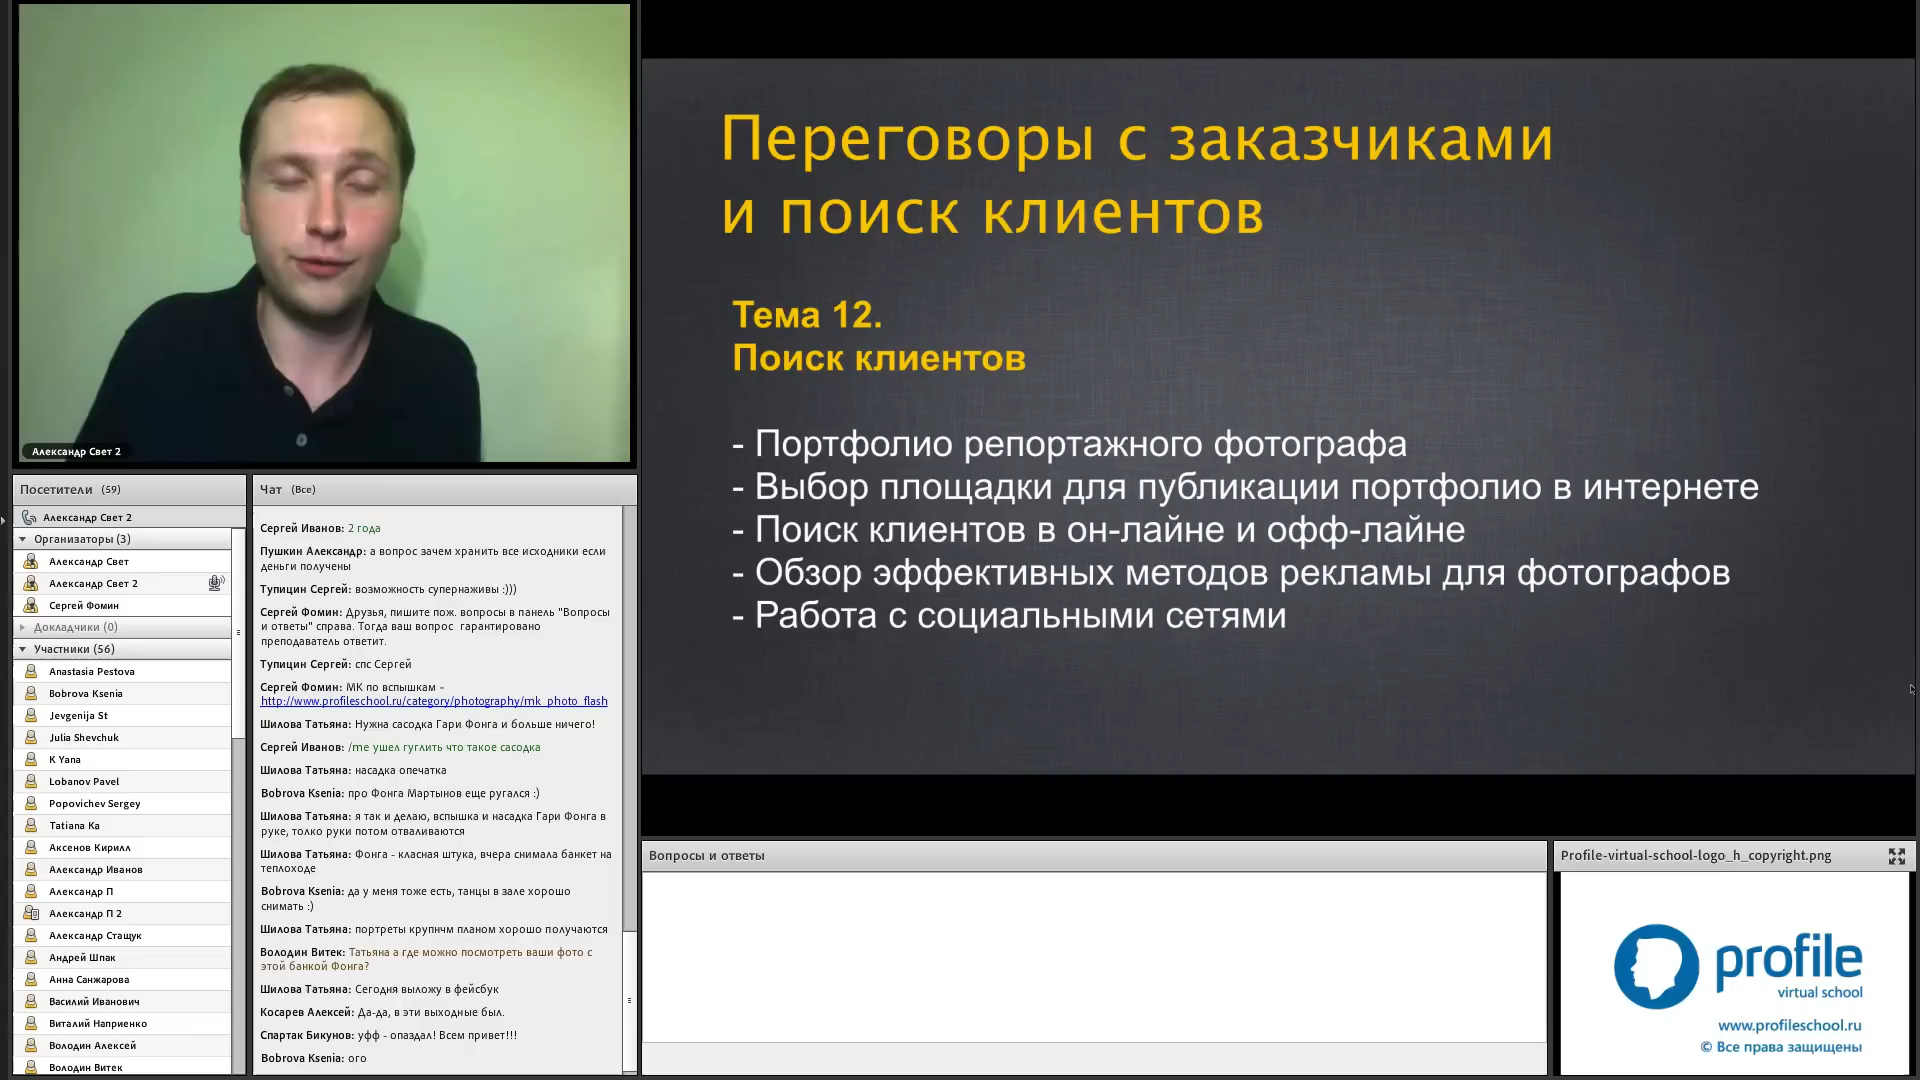 Александр Свет 2
Посетители (59)
Александр Свет 2
Организаторы (3)
Александр Свет
Александр Свет 2
Сергей Фомин
Докладчики (0)
Участники (56)
Anastasia Pestova
Bobrova Ksenia
Jevgenija St
Julia Shevchuk
K Yana
Lobanov Pavel
Popovichev Sergey
Tatiana Ka
Аксенов Кирилл
Александр Иванов
Александр П
Александр П 2
Александр Стащук
Андрей Шпак
Анна Санжарова
Василий Иванович
Виталий Наприенко
Володин Алексей
Володин Витек
Чат (Все)
Сергей Иванов: 2 года
Пушкин Александр: а вопрос зачем хранить все исходники если
деньги получены
Тупицин Сергей: возможность супернаживы :)))
Сергей Фомин: Друзья, пишите пож. вопросы в панель "Вопросы
и ответы" справа. Тогда ваш вопрос гарантировано
преподаватель ответит.
Тупицин Сергей: спс Сергей
Сергей Фомин: МК по вспышкам -
http://www.profileschool.ru/category/photography/mk_photo_flash
Шилова Татьяна: Нужна сасодка Гари Фонга и больше ничего!
Сергей Иванов: /me ушел гуглить что такое сасодка
Шилова Татьяна: насадка опечатка
Bobrova Ksenia: про Фонга Мартынов еще ругался :)
Шилова Татьяна: я так и делаю, вспышка и насадка Гари Фонга в
руке, толко руки потом отваливаются
Шилова Татьяна: Фонга - класная штука, вчера снимала банкет на
теплоходе
Bobrova Ksenia: да у меня тоже есть, танцы в зале хорошо
снимать :)
Шилова Татьяна: портреты крупнчм планом хорошо получаются
Володин Витек: Татьяна а где можно посмотреть ваши фото с
этой банкой Фонга?
Шилова Татьяна: Сегодня выложу в фейсбук
Косарев Алексей: Да-да, в эти выходные был.
Спартак Бикунов: уфф - опаздал! Всем привет!!!
Bobrova Ksenia: ого
Переговоры с заказчиками
и поиск клиентов
Тема 12.
Поиск клиентов
- Портфолио репортажного фотографа
- Выбор площадки для публикации портфолио в интернете
- Поиск клиентов в он-лайне и офф-лайне
- Обзор эффективных методов рекламы для фотографов
- Работа с социальными сетями
Вопросы и ответы
Profile-virtual-school-logo_h_copyright.png
profile
virtual school
www.profileschool.ru
© Все права защищены